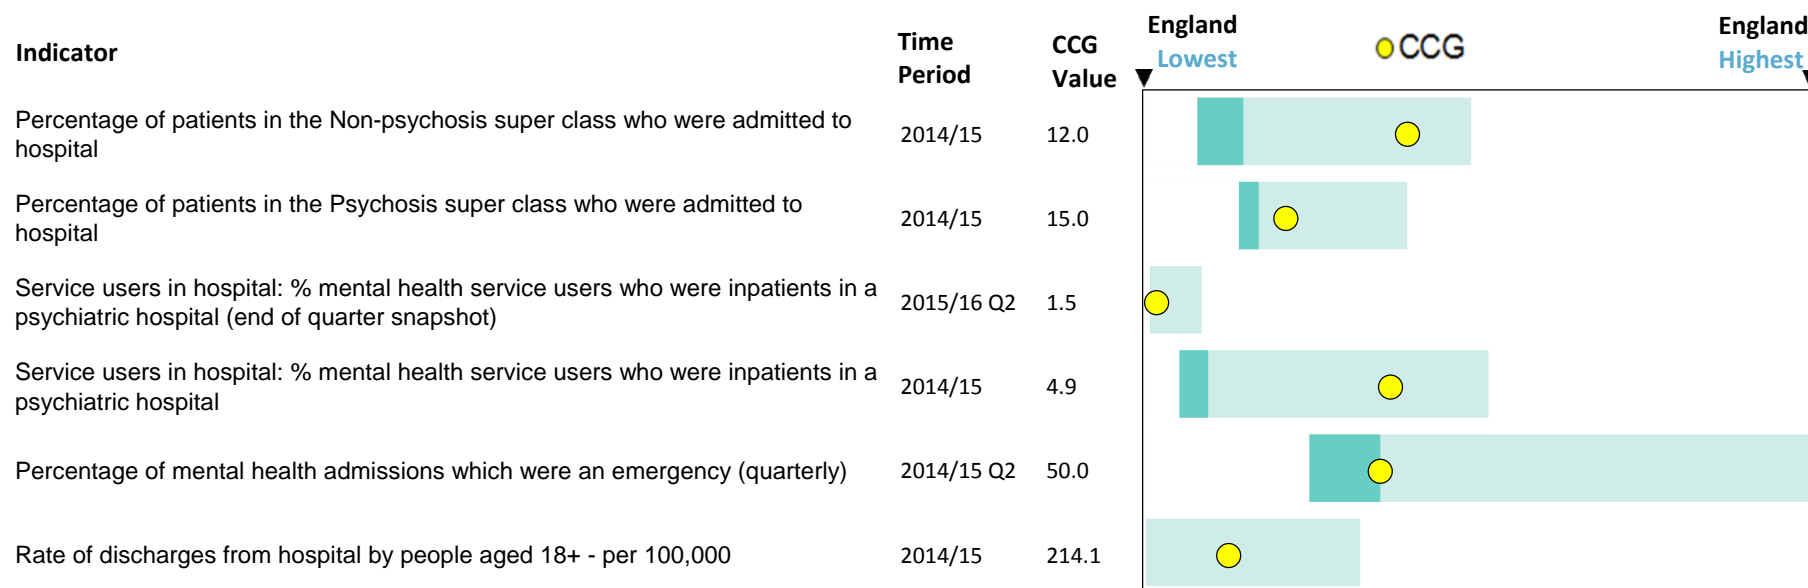 Indicator
Time
Period
CCG
Value
England
Lowest
CCG
England
Highest
Percentage of patients in the Non-psychosis super class who were admitted to
hospital
2014/15
12.0
Percentage of patients in the Psychosis super class who were admitted to
hospital
2014/15
15.0
Service users in hospital: % mental health service users who were inpatients in a
psychiatric hospital (end of quarter snapshot)
2015/16 Q2
1.5
Service users in hospital: % mental health service users who were inpatients in a
psychiatric hospital
2014/15
4.9
Percentage of mental health admissions which were an emergency (quarterly)
2014/15 Q2
50.0
Rate of discharges from hospital by people aged 18+ - per 100,000
2014/15
214.1